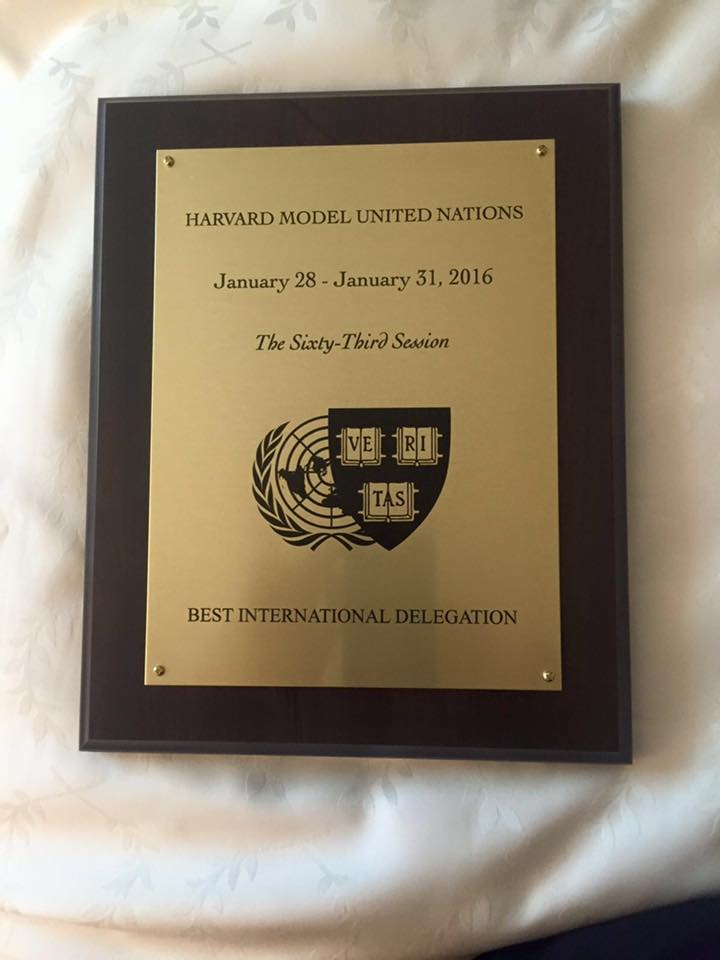 HARVARD MODEL UNITED NATIONS
January 28 - January 31, 2016
The Sixty-Third Session
VE RI
TAS
BEST INTERNATIONAL DELEGATION